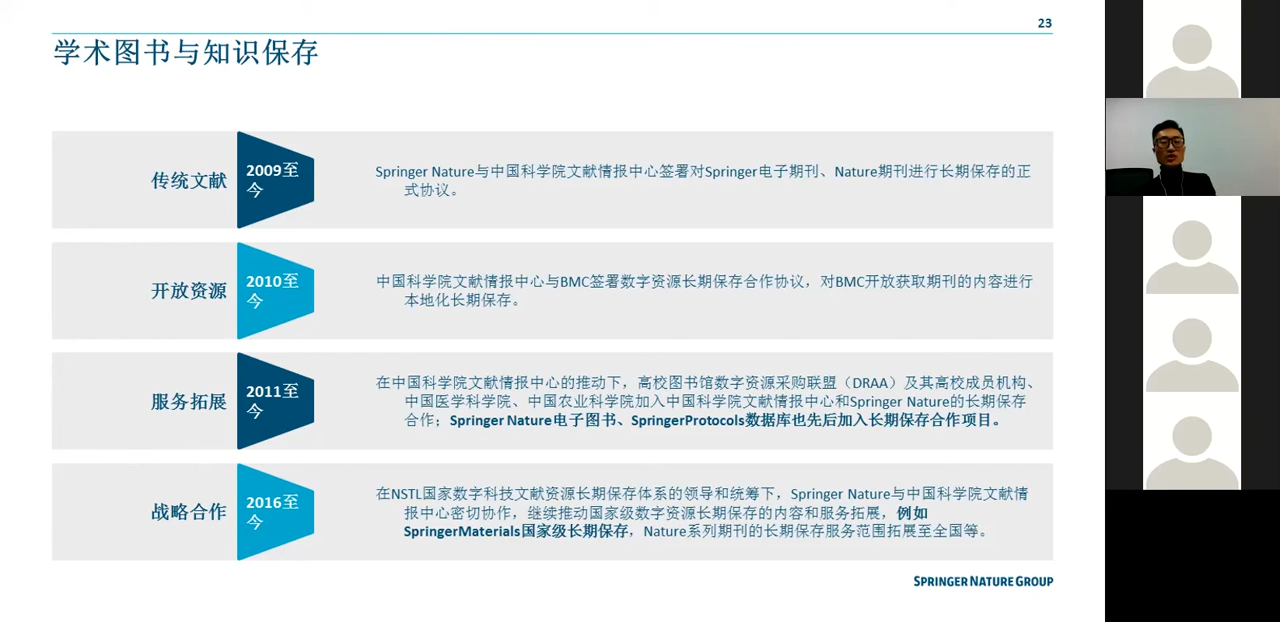 23
学术图书与知识保存
传统文献
2009至
今
Springer Nature与中国科学院文献情报中心签署对Springer电子期刊、Nature期刊进行长期保存的正
式协议。
开放资源
2010至
今
中国科学院文献情报中心与BMC签署数字资源长期保存合作协议，对BMC开放获取期刊的内容进行
本地化长期保存。
服务拓展
2011至
今
在中国科学院文献情报中心的推动下，高校图书馆数字资源采购联盟（DRAA）及其高校成员机构、
中国医学科学院、中国农业科学院加入中国科学院文献情报中心和Springer Nature的长期保存
合作；Springer Nature电子图书、SpringerProtocols数据库也先后加入长期保存合作项目。
战略合作
2016至
今
在NSTL国家数字科技文献资源长期保存体系的领导和统筹下，Springer Nature与中国科学院文献情
报中心密切协作，继续推动国家级数字资源长期保存的内容和服务拓展，例如
SpringerMaterials国家级长期保存，Nature系列期刊的长期保存服务范围拓展至全国等。
SPRINGER NATURE GROUP